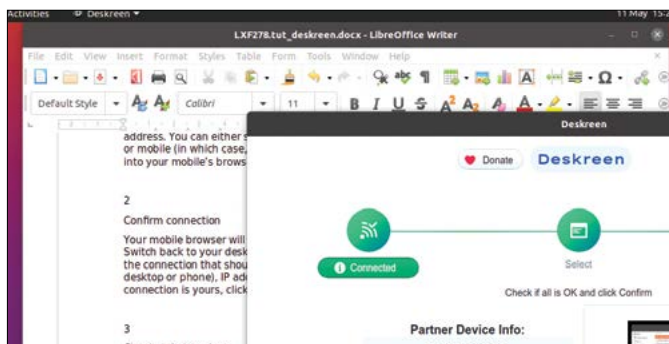 Activities
Deskreen
11 May 15:2
LXF278.tut_deskreen.docx - LibreOffice Writer
File Edit View Insert Format Styles Table Form Tools Window Help
Default Style
Calibri
11
address. You can either s
or mobile (in which case,
into your mobile's brows
2
Confirm connection
Your mobile browser will
Switch back to your desk
the connection that shou
desktop or phone), IP ad
connection is yours, click
3
Deskreen
Donate
Deskreen
Connected
Select
Check if all is OK and click Confirm
Partner Device Info: